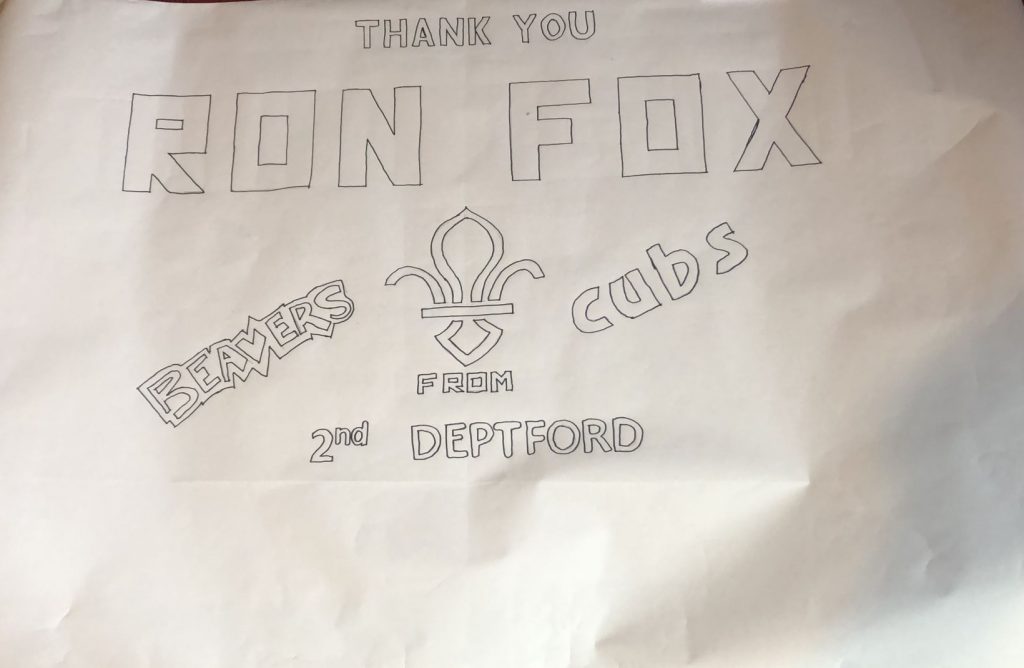 THANK YOU
RON FOX
BEAVERS
cubs
FROM
2nd DEPTFORD